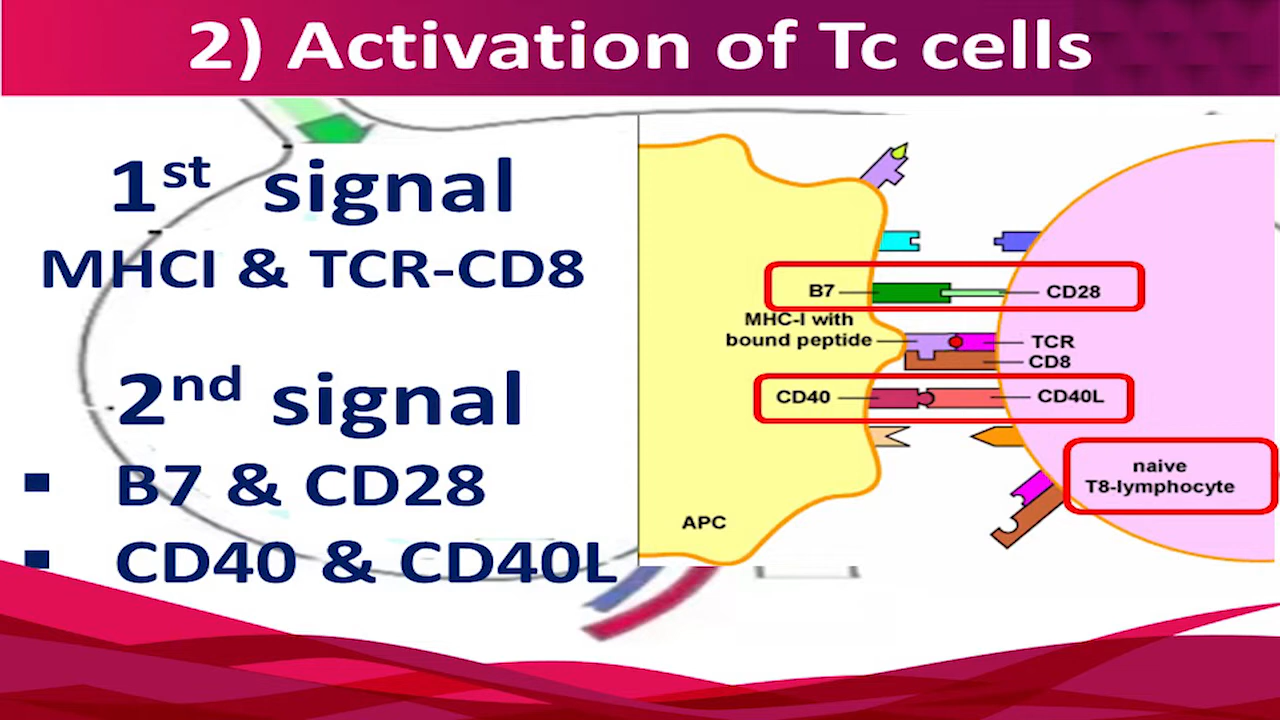 2) Activation of Tc cells
1st signal
MHCI & TCR-CD8
2nd signal
▪ B7 & CD28
▪ CD40 & CD40L
B7
CD28
MHC-I with
bound peptide
TCR
CD8
CD40
CD40L
naive
T8-lymphocyte
APC